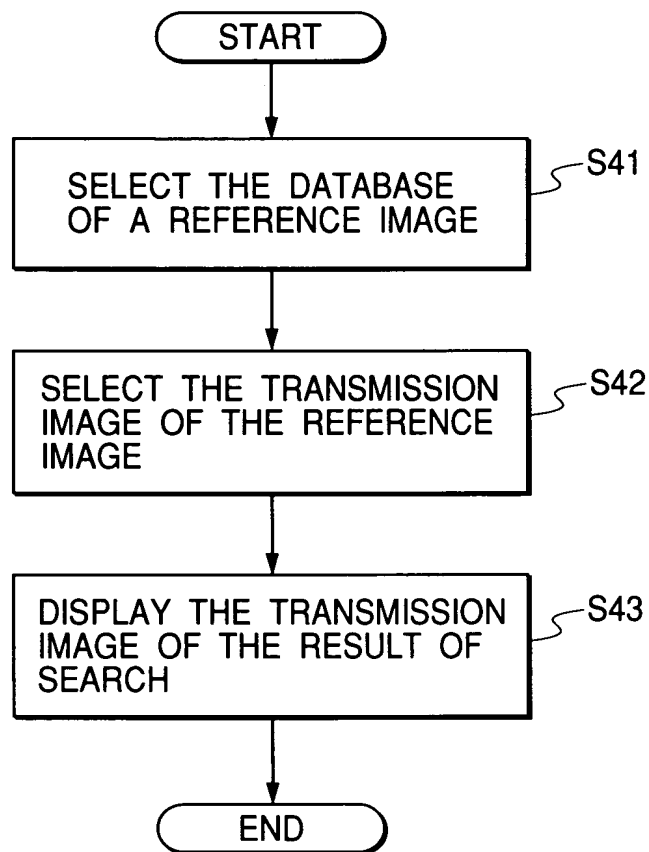 START
SELECT THE DATABASE
OF A REFERENCE IMAGE
S41
SELECT THE TRANSMISSION
IMAGE OF THE REFERENCE
IMAGE
S42
DISPLAY THE TRANSMISSION
IMAGE OF THE RESULT OF
SEARCH
S43
END